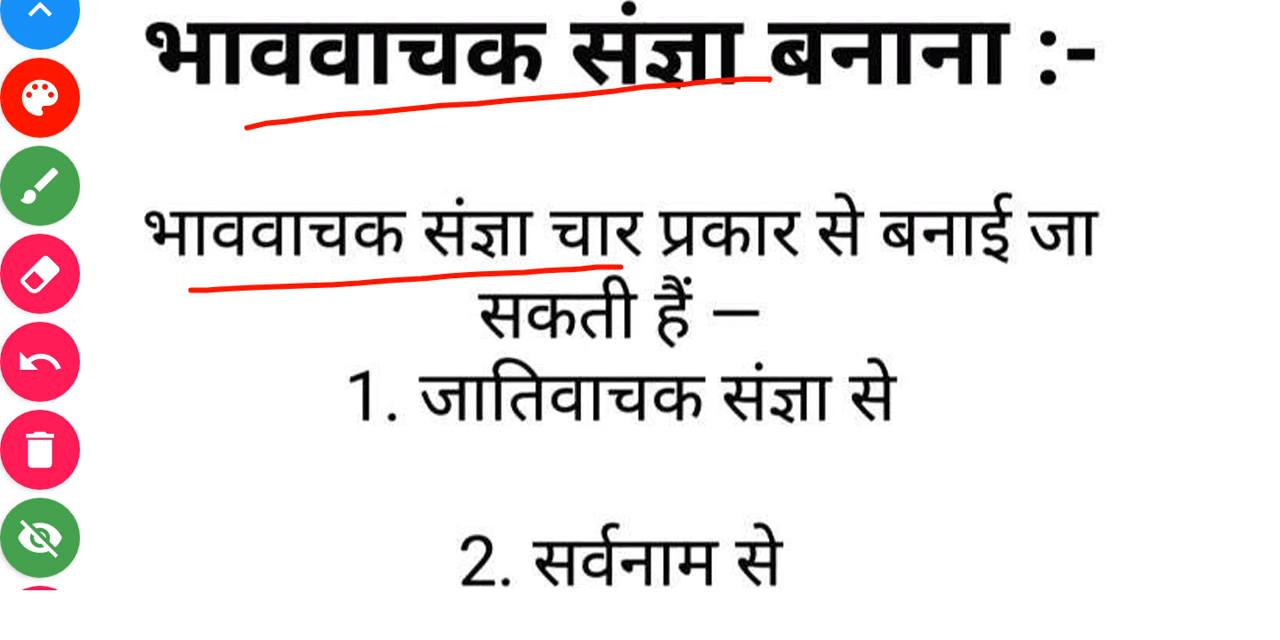 भाववाचक संज्ञा बनाना :-
भाववाचक संज्ञा चार प्रकार से बनाई जा
सकती हैं –
1. जातिवाचक संज्ञा से
2. सर्वनाम से